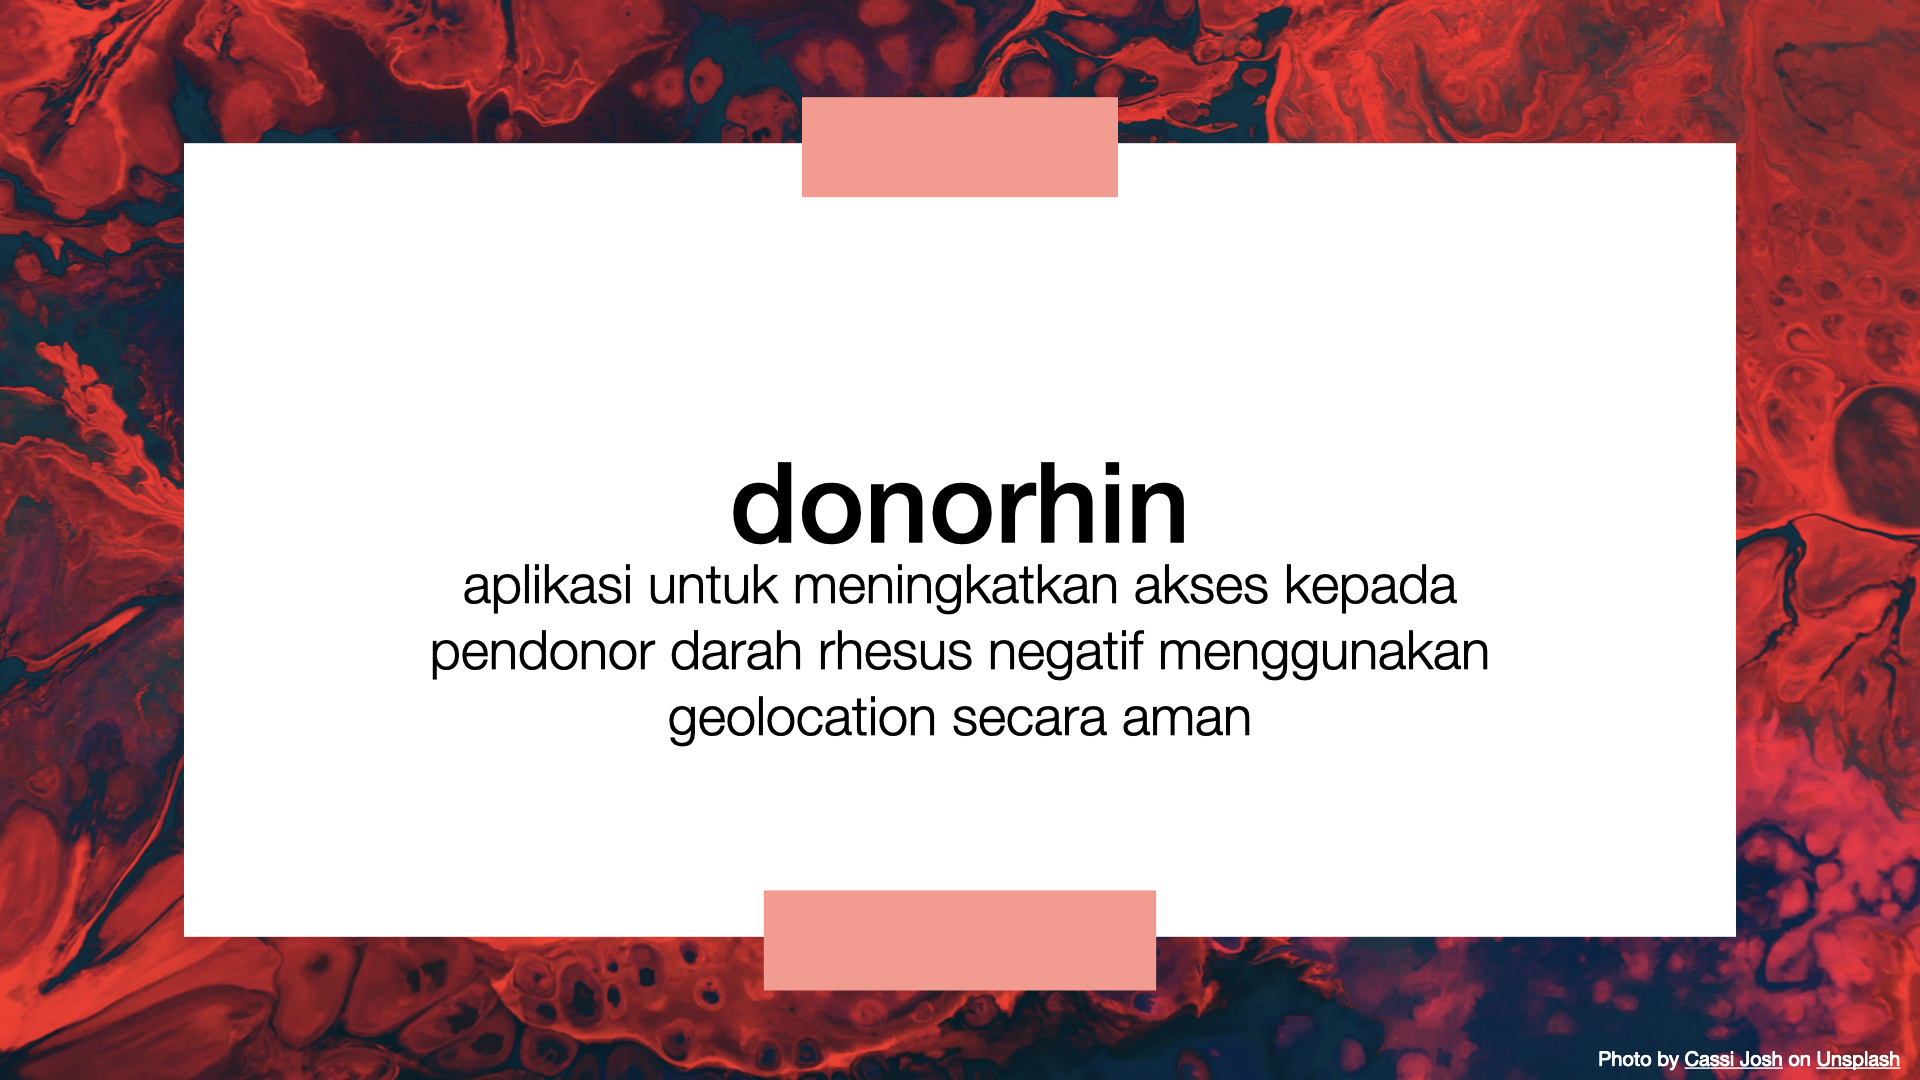 donorhin
aplikasi untuk meningkatkan akses kepada
pendonor darah rhesus negatif menggunakan
geolocation secara aman
Photo by Cassi Josh on Unsplash